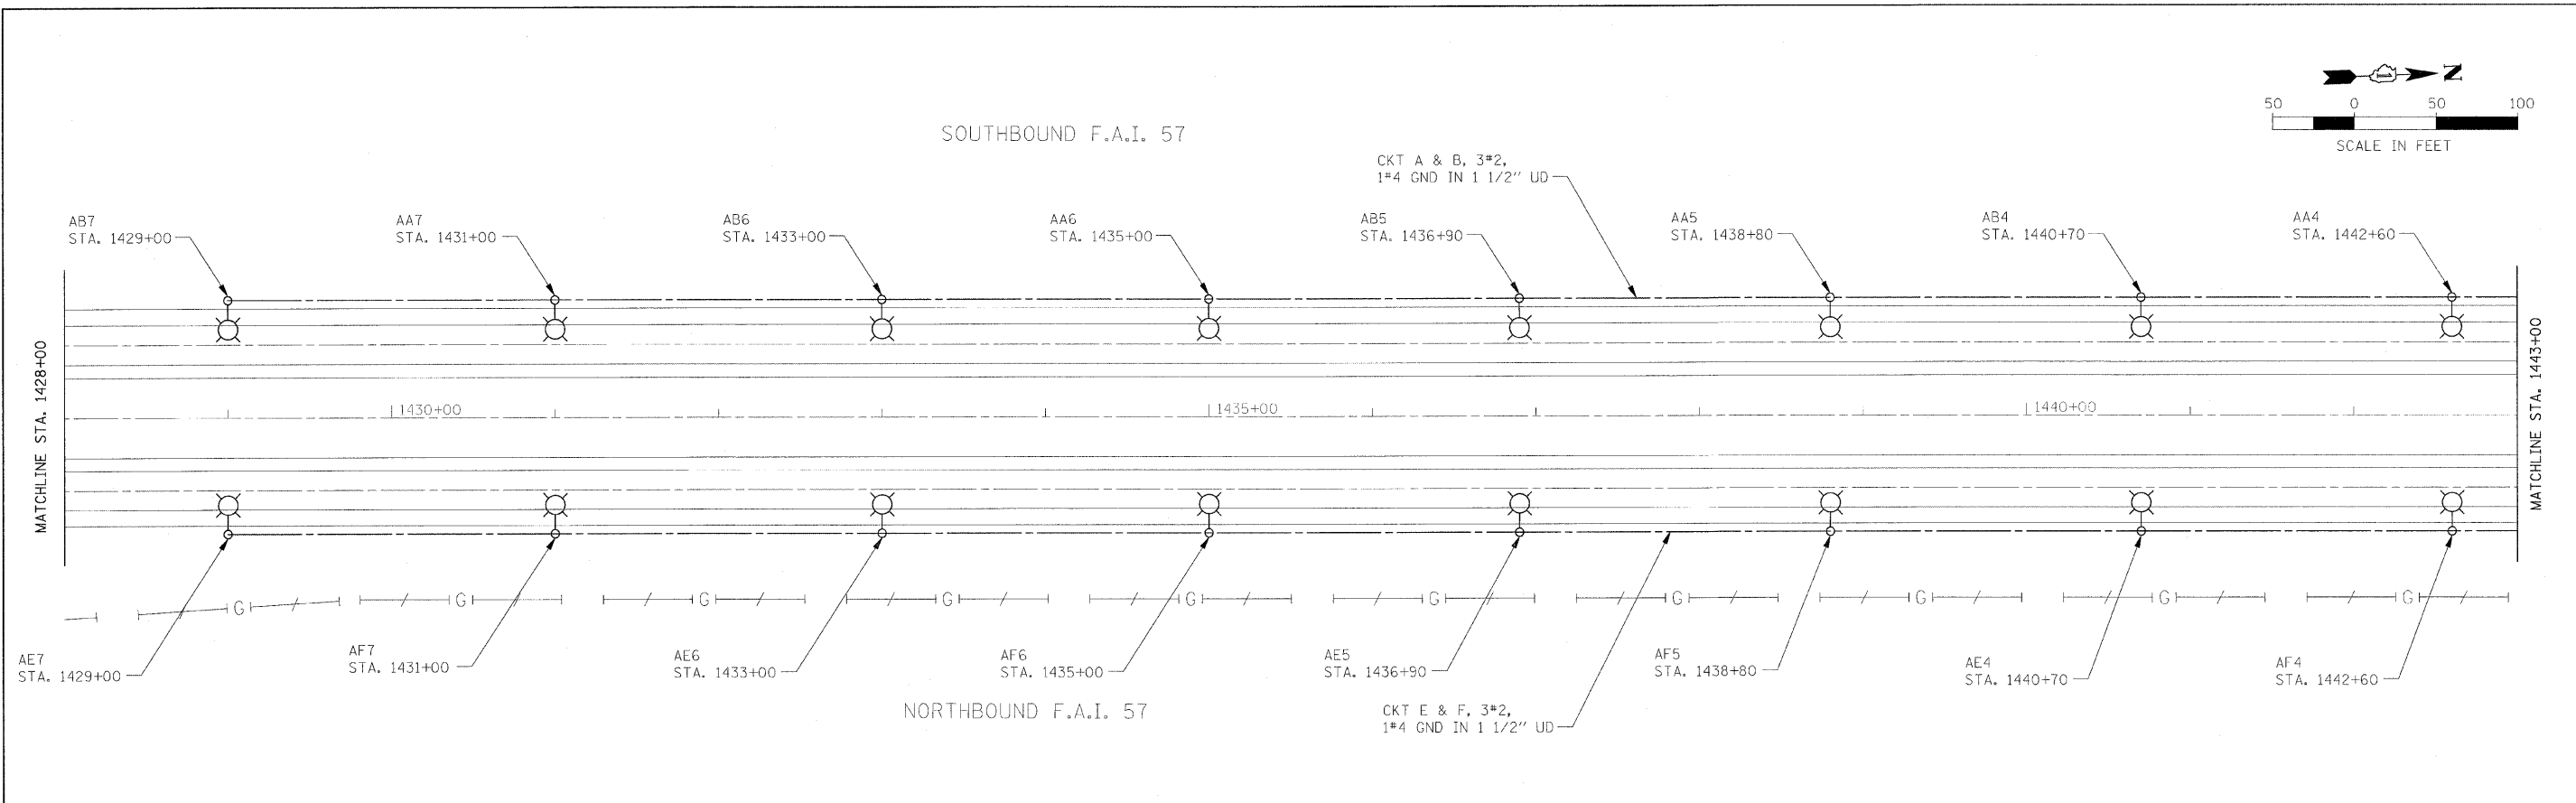 N
50 0 50 100
SCALE IN FEET
SOUTHBOUND F.A.I. 57
CKT A & B, 3#2,
1#4 GND IN 1 1/2" UD
AB7
STA. 1429+00
AA7
STA. 1431+00
AB6
STA. 1433+00
AA6
STA. 1435+00
AB5
STA. 1436+90
AA5
STA. 1438+80
AB4
STA. 1440+70
AA4
STA. 1442+60
MATCHLINE STA. 1428+00
1430+00
1435+00
1440+00
MATCHLINE STA. 1443+00
G G G G G G G G G G
AE7
STA. 1429+00
AF7
STA. 1431+00
AE6
STA. 1433+00
AF6
STA. 1435+00
AE5
STA. 1436+90
AF5
STA. 1438+80
AE4
STA. 1440+70
AF4
STA. 1442+60
NORTHBOUND F.A.I. 57
CKT E & F, 3#2,
1#4 GND IN 1 1/2" UD